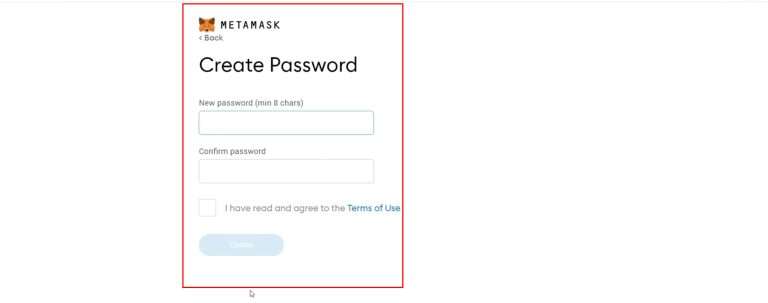 METAMASK
< Back
Create Password
New password (min 8 chars)
Confirm password
I have read and agree to the Terms of Use
Create